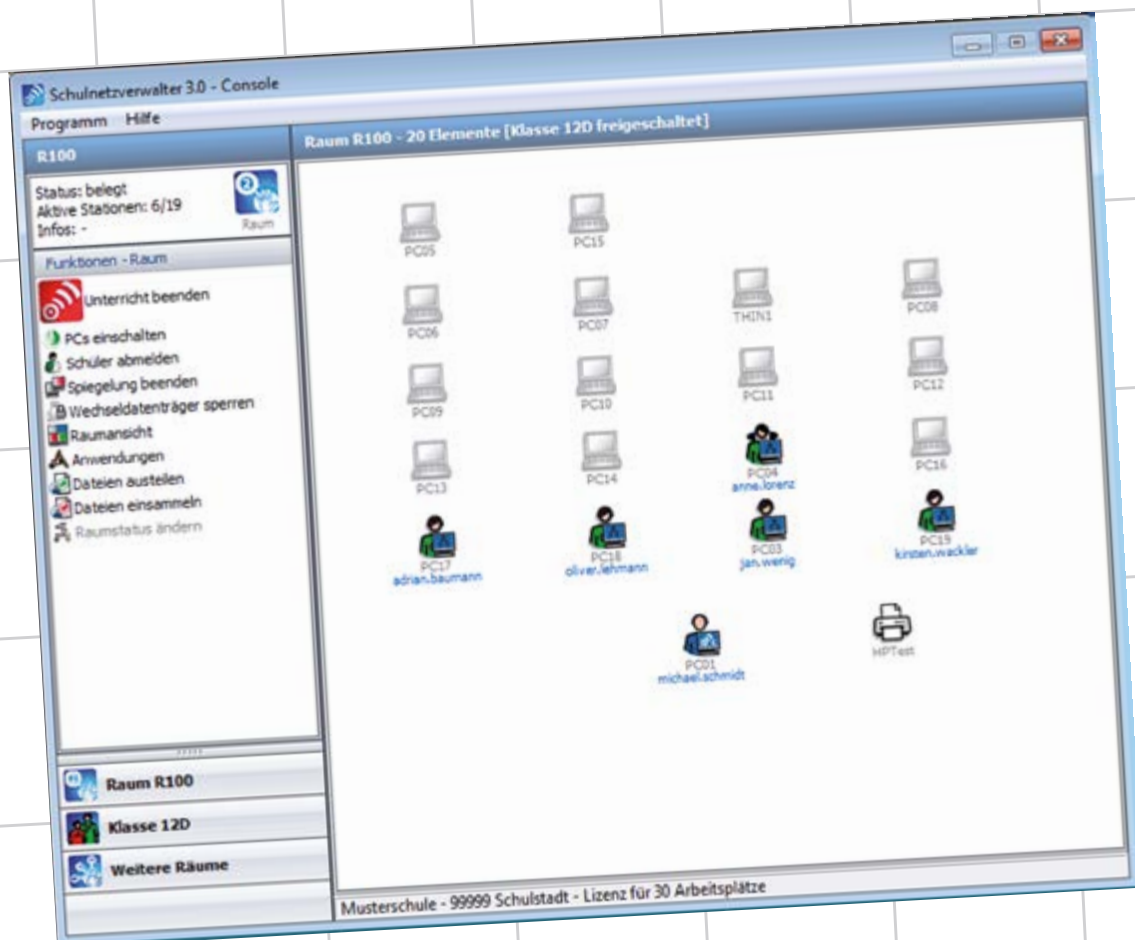 Schulnetzverwalter 3.0 - Console
Programm Hilfe
R100
Status: belegt
Aktive Stationen: 6/19
Infos: -
Raum
Funktionen - Raum
Unterricht beenden
PCs einschalten
Schüler abmelden
Spiegelung beenden
Wechseldatenträger sperren
Raumansicht
Anwendungen
Dateien austeilen
Dateien einsammeln
Raumstatus ändern
Raum R100
Klasse 12D
Weitere Räume
Raum R100 - 20 Elemente [Klasse 12D freigeschaltet]
PC05 PC15
PC06 PC07 THIN1 PC08
PC09 PC10 PC11 PC12
PC13 PC14 PC04 PC16
anne.lorenz
PC17 PC18 PC03 PC19
adrian.baumann oliver.lehmann jan.wenig kirsten.wackler
PC01 HPTest
michael.schmidt
Musterschule - 99999 Schulstadt - Lizenz für 30 Arbeitsplätze